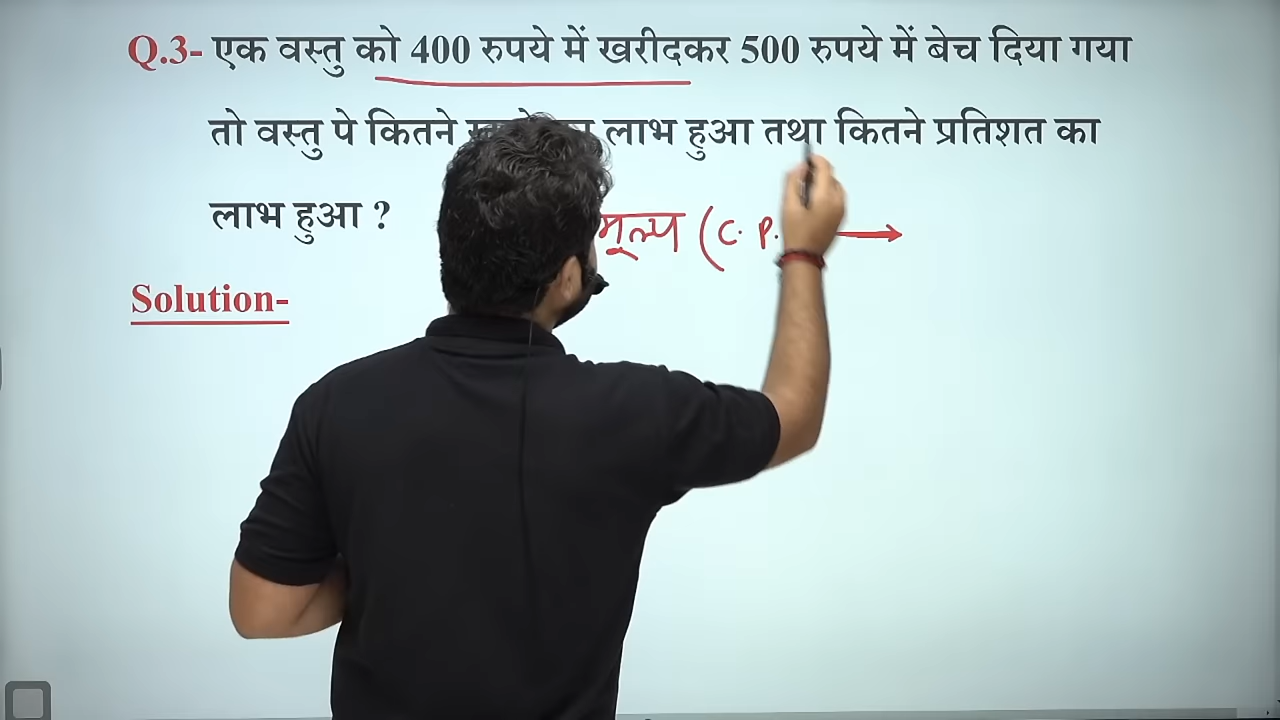 Q.3- एक वस्तु को 400 रुपये में खरीदकर 500 रुपये में बेच दिया गया
तो वस्तु पे कितने लाभ हुआ तथा कितने प्रतिशत का
लाभ हुआ ?
मूल्य (C. P.
Solution-